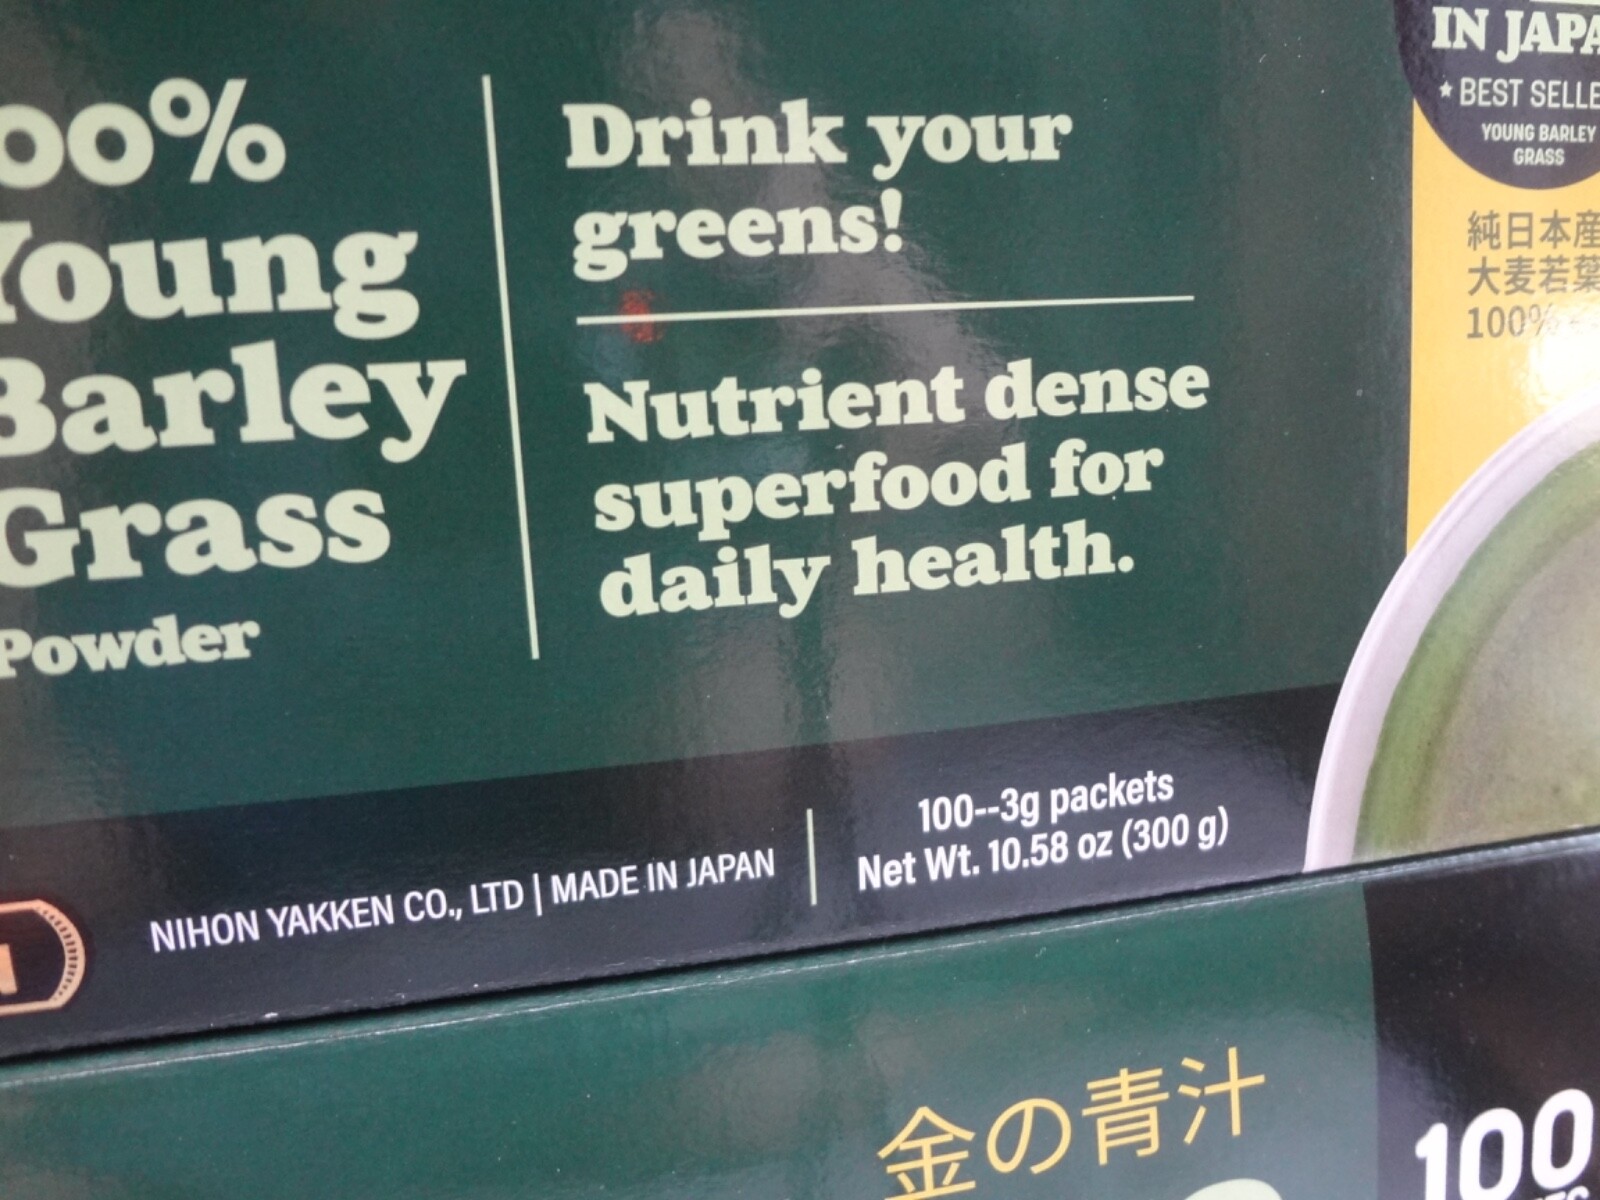 00%
Young
Barley
Grass
Powder
Drink your
greens!
Nutrient dense
superfood for
daily health.
NIHON YAKKEN CO., LTD | MADE IN JAPAN
100--3g packets
Net Wt. 10.58 oz (300 g)
IN JAPA
★ BEST SELLE
YOUNG BARLEY
GRASS
純日本産
大麦若葉
100%
金の青汁
100